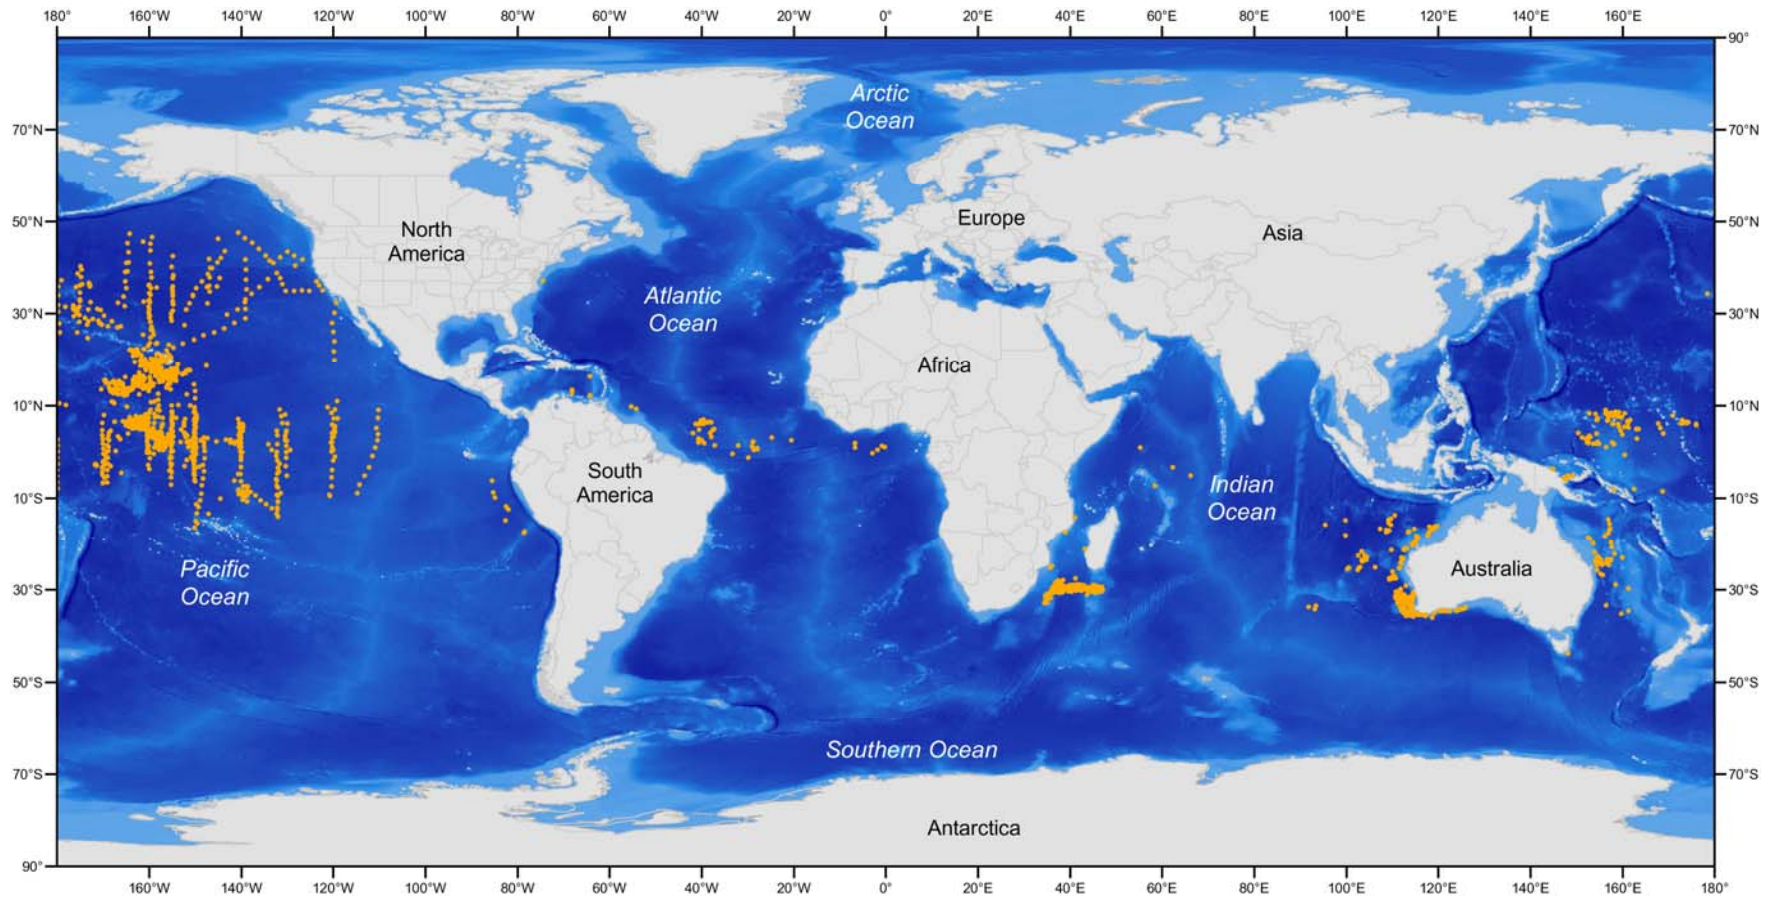 180° 160°W 140°W 120°W 100°W 80°W 60°W 40°W 20°W 0° 20°E 40°E 60°E 80°E 100°E 120°E 140°E 160°E 180°
90°
Arctic
Ocean
70°N 70°N
50°N 50°N
North
America
Europe
Asia
Atlantic
Ocean
30°N 30°N
Africa
10°N 10°N
South
America
Indian
Ocean
10°S 10°S
Pacific
Ocean
Australia
30°S 30°S
50°S 50°S
Southern Ocean
70°S 70°S
Antarctica
90°
160°W 140°W 120°W 100°W 80°W 60°W 40°W 20°W 0° 20°E 40°E 60°E 80°E 100°E 120°E 140°E 160°E 180°